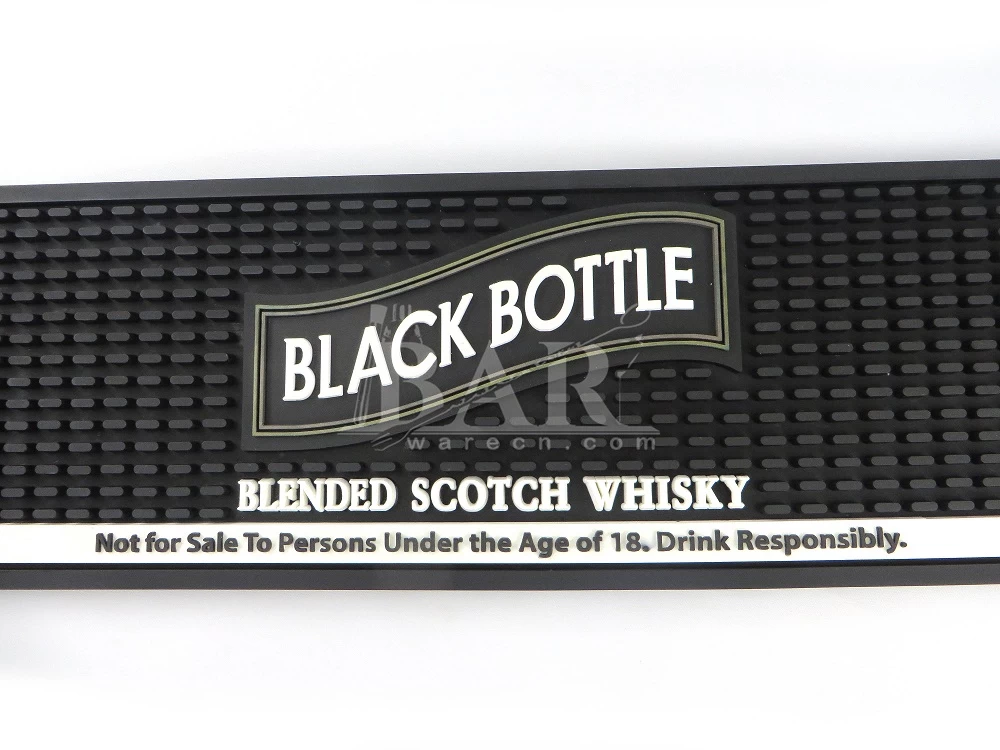 BLACK BOTTLE
BAR
warecn.com
BLENDED SCOTCH WHISKY
Not for Sale To Persons Under the Age of 18. Drink Responsibly.